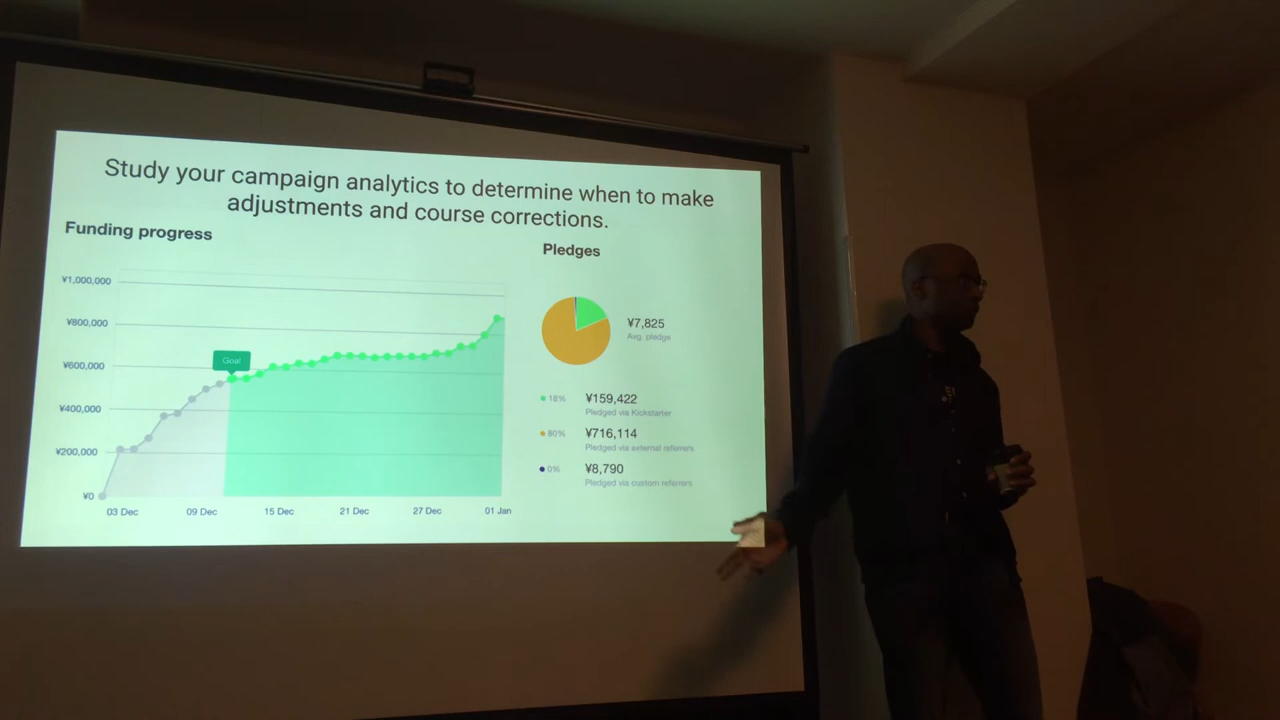 Study your campaign analytics to determine when to make
adjustments and course corrections.
Funding progress
¥1,000,000
¥800,000
¥600,000
¥400,000
¥200,000
¥0
Goal
03 Dec
09 Dec
15 Dec
21 Dec
27 Dec
01 Jan
Pledges
¥7,825
Avg. pledge
18%
¥159,422
Pledged via Kickstarter
80%
¥716,114
Pledged via external referrers
0%
¥8,790
Pledged via custom referrers